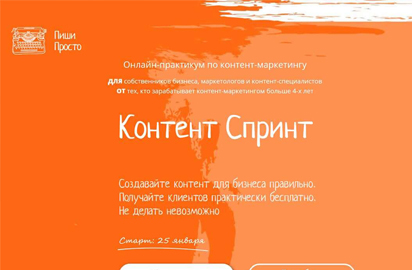 Пиши
Просто
Онлайн-практикум по контент-маркетингу
для собственников бизнеса, маркетологов и контент-специалистов
от тех, кто зарабатывает контент-маркетингом больше 4-х лет
Контент Спринт
Создавайте контент для бизнеса правильно.
Получайте клиентов практически бесплатно.
Не делать невозможно
Старт: 25 января